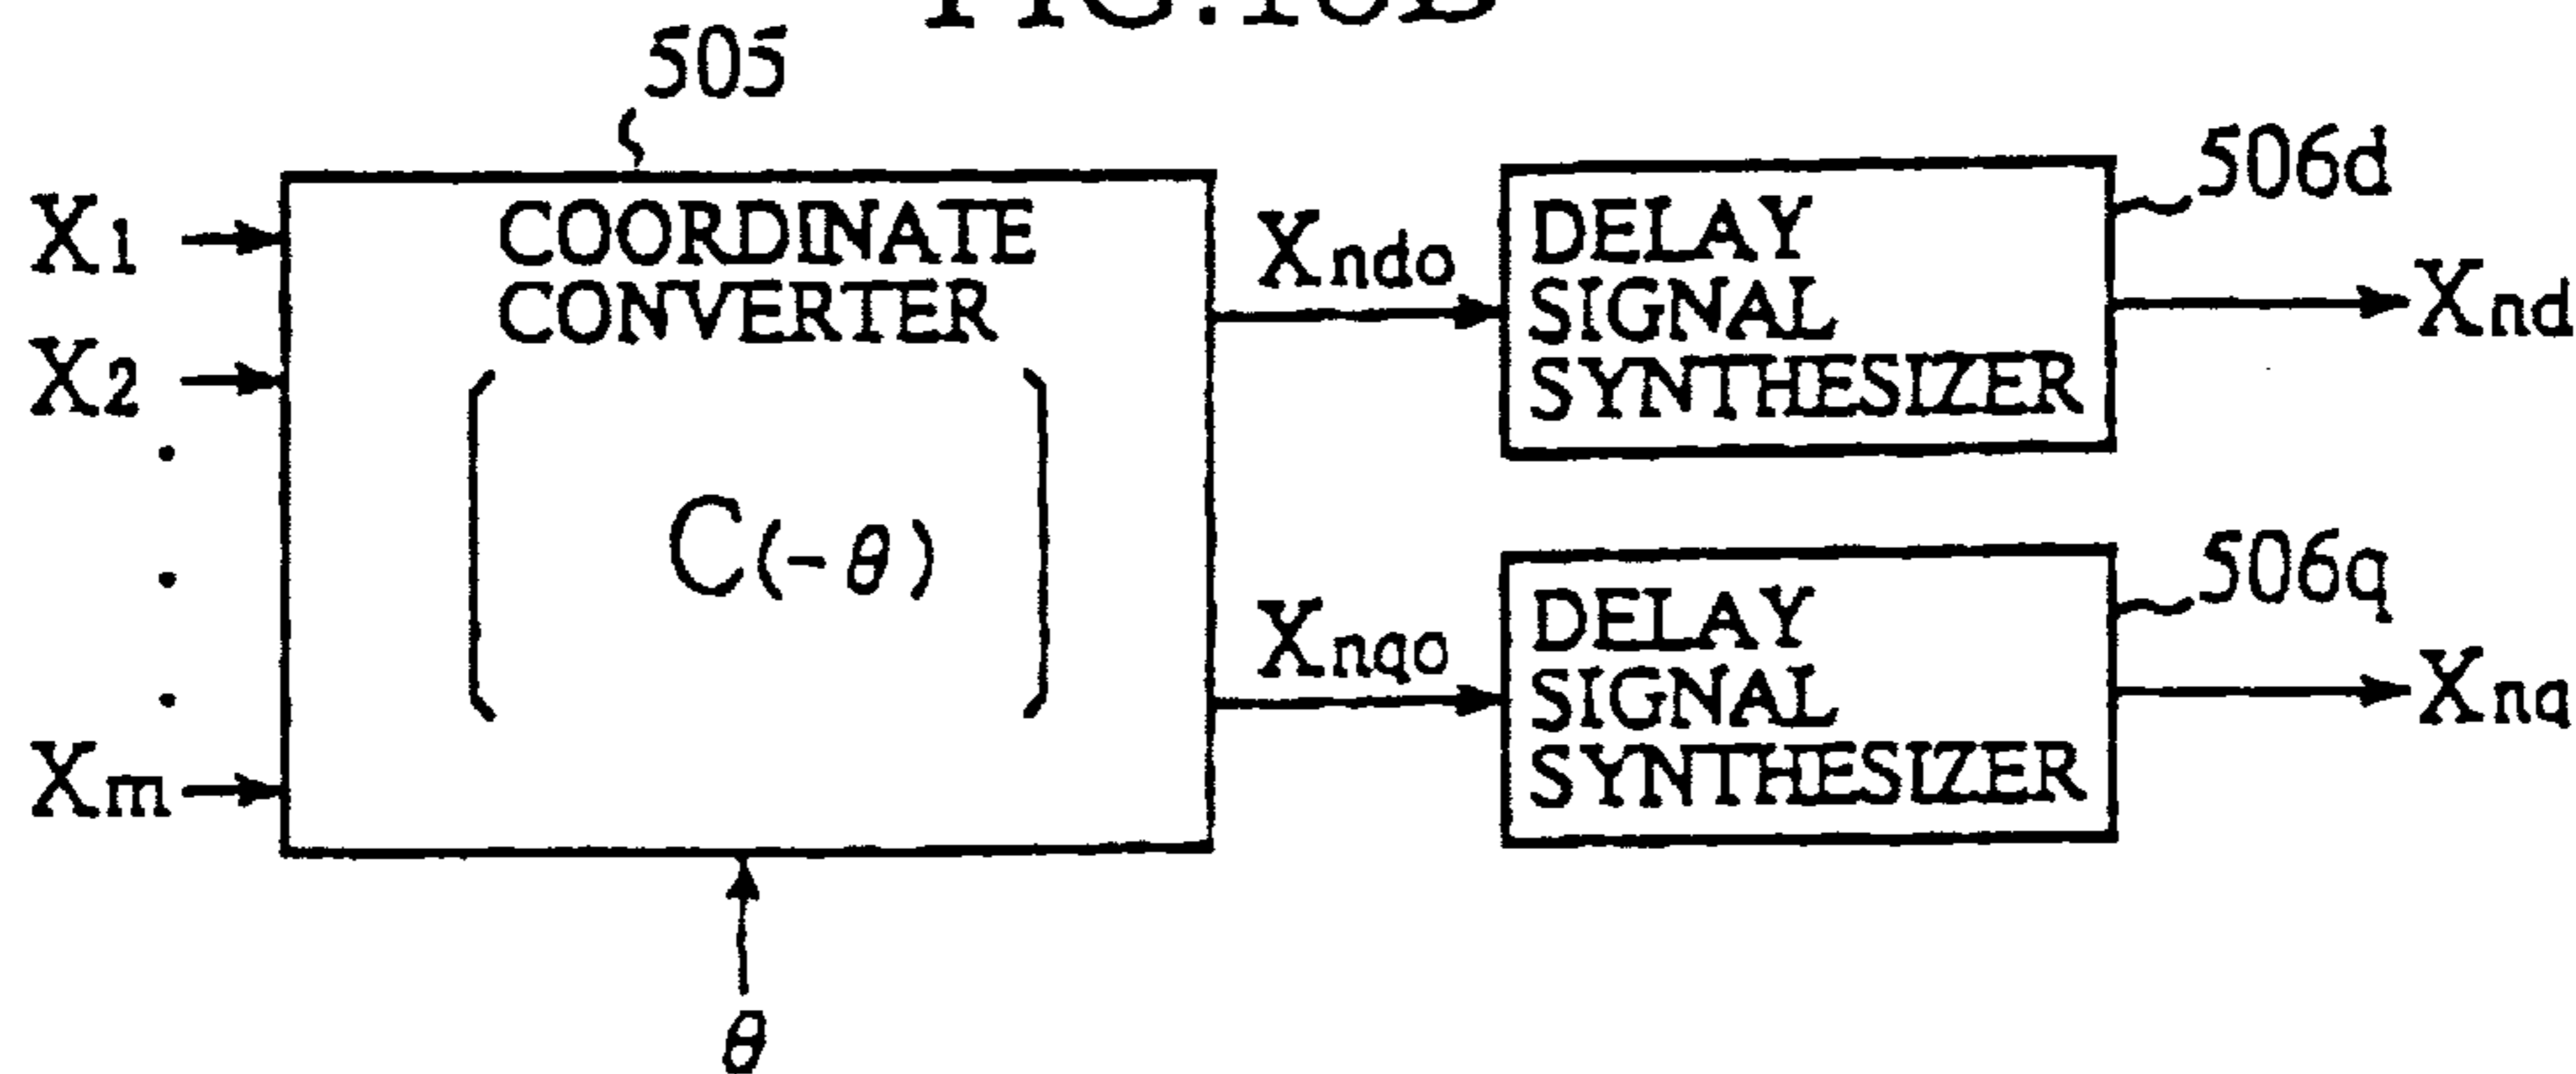 505
506d
X1
X2
Xm
COORDINATE
CONVERTER
C(-θ)
θ
Xndo
DELAY
SIGNAL
SYNTHESIZER
Xnd
506q
Xnqo
DELAY
SIGNAL
SYNTHESIZER
Xnq